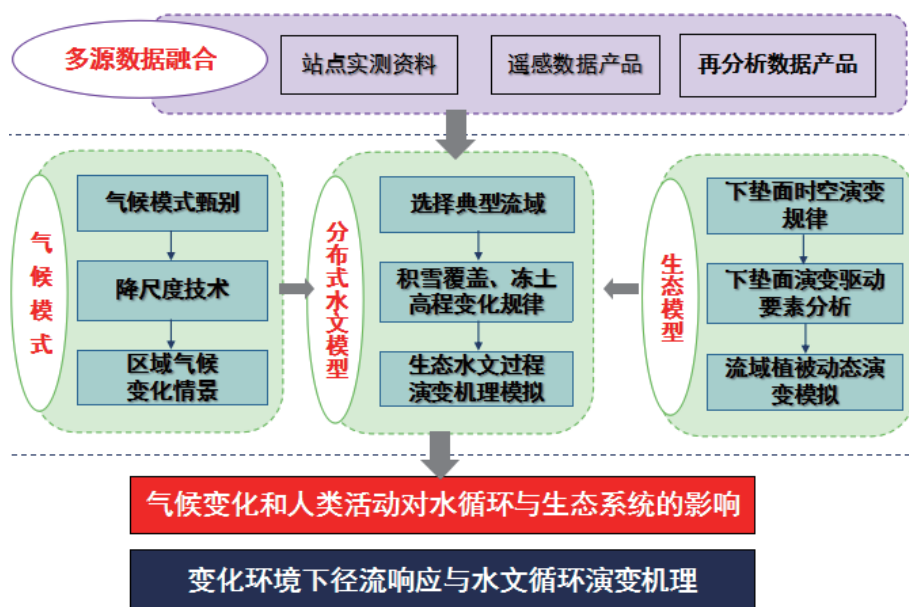 多源数据融合
站点实测资料
遥感数据产品
再分析数据产品
气候模式
气候模式甄别
降尺度技术
区域气候
变化情景
分布式水文模型
选择典型流域
积雪覆盖、冻土
高程变化规律
生态水文过程
演变机理模拟
生态模型
下垫面时空演变
规律
下垫面演变驱动
要素分析
流域植被动态演
变模拟
气候变化和人类活动对水循环与生态系统的影响
变化环境下径流响应与水文循环演变机理